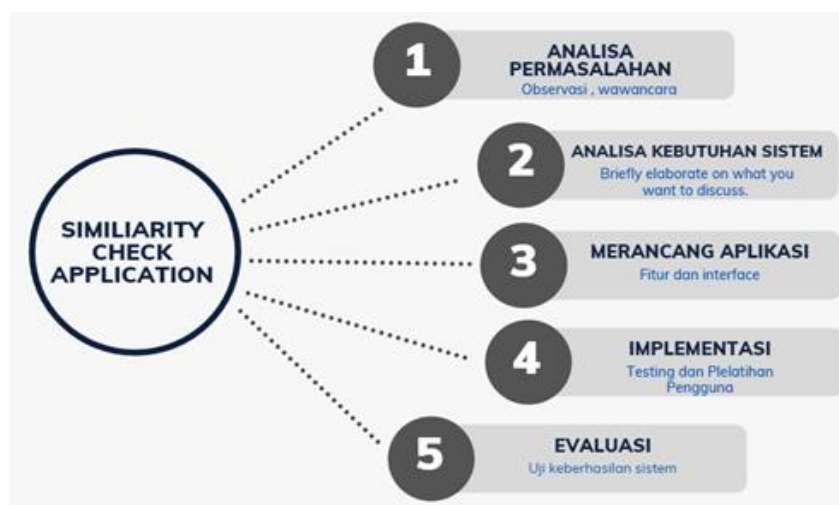 SIMILIARITY
CHECK
APPLICATION
1
ANALISA
PERMASALAHAN
Observasi , wawancara
2
ANALISA KEBUTUHAN SISTEM
Briefly elaborate on what you
want to discuss.
3
MERANCANG APLIKASI
Fitur dan interface
4
IMPLEMENTASI
Testing dan Plelatihan
Pengguna
5
EVALUASI
Uji keberhasilan sistem